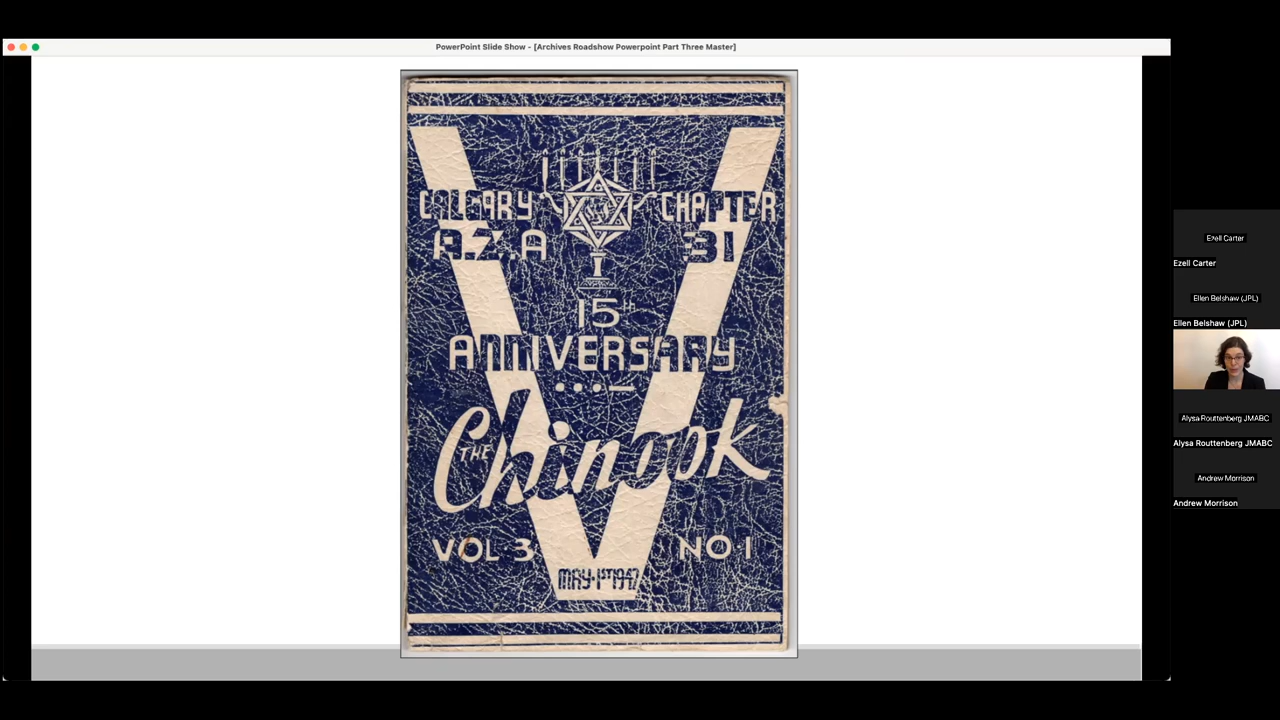 PowerPoint Slide Show - [Archives Roadshow Powerpoint Part Three Master]
CALGARY CHAPTER
A.Z.A 31
15th
ANNIVERSARY
THE Chinook
VOL·3 NO·1
MAY·1st 1942
Ezell Carter
Ezell Carter
Ellen Belshaw (JPL)
Ellen Belshaw (JPL)
Alysa Routtenberg JMABC
Alysa Routtenberg JMABC
Andrew Morrison
Andrew Morrison